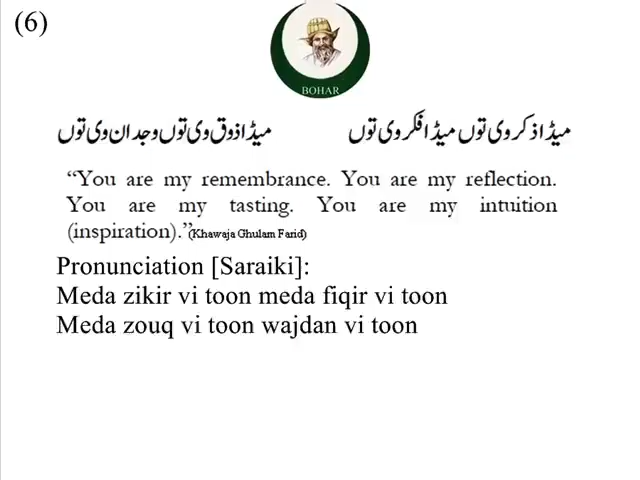 (6)
BOHAR
میڈا ذکر وی توں میڈا فکر وی توں میڈا ذوق وی توں وجدان وی توں
“You are my remembrance. You are my reflection.
You are my tasting. You are my intuition
(inspiration).”(Khawaja Ghulam Farid)
Pronunciation [Saraiki]:
Meda zikir vi toon meda fiqir vi toon
Meda zouq vi toon wajdan vi toon